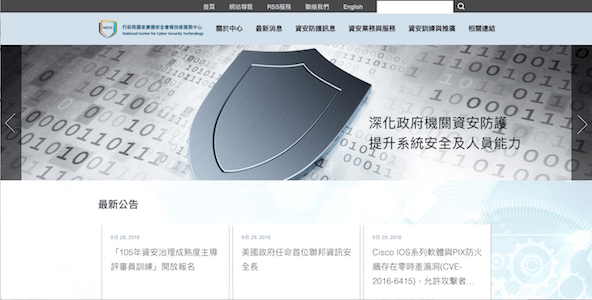 首頁 網站導覽 RSS服務 聯絡我們 English
行政院國家資通安全會報技術服務中心
National Center for Cyber Security Technology
關於中心 最新消息 資安防護訊息 資安業務與服務 資安訓練與推廣 相關連結
深化政府機關資安防護
提升系統安全及人員能力
最新公告
9月 28, 2016
「105年資安治理成熟度主導
評審員訓練」開放報名
9月 29, 2016
美國政府任命首位聯邦資訊安
全長
9月 29, 2016
Cisco IOS系列軟體與PIX防火
牆存在零時差漏洞(CVE-
2016-6415)，允許攻擊者...